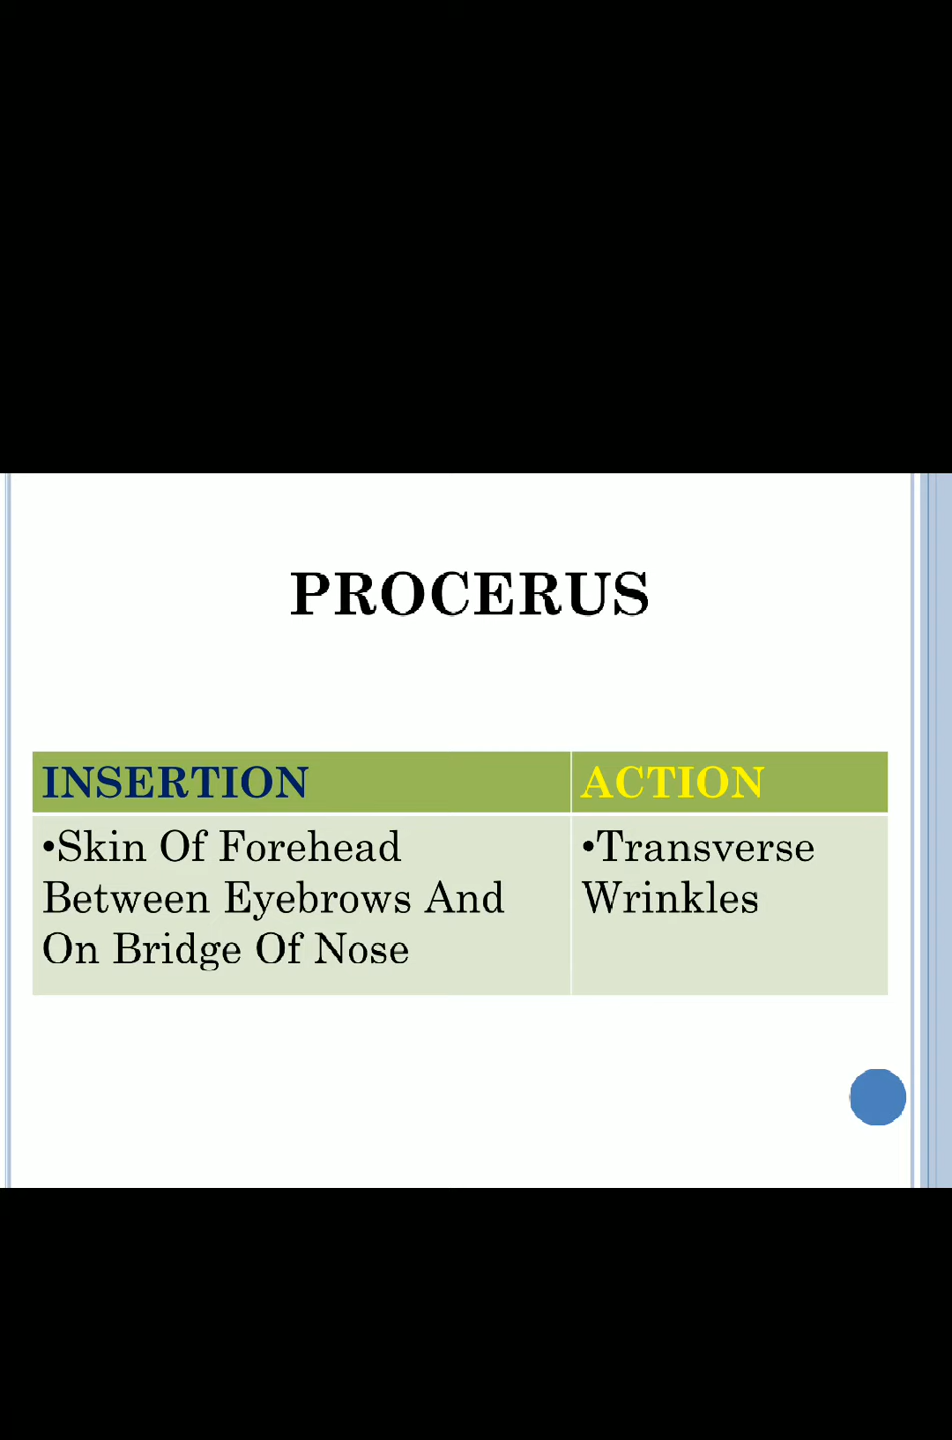 PROCERUS
INSERTION
ACTION
•Skin Of Forehead
Between Eyebrows And
On Bridge Of Nose
•Transverse
Wrinkles